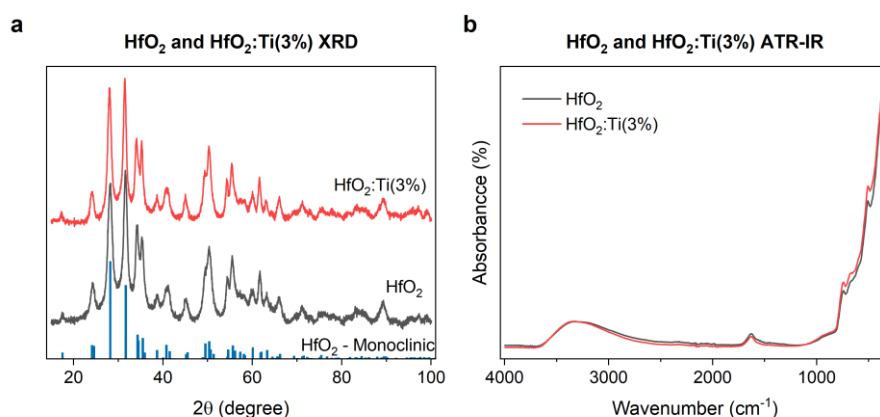 a
HfO₂ and HfO₂:Ti(3%) XRD
HfO₂:Ti(3%)
HfO₂
HfO₂ - Monoclinic
20 40 60 80 100
2θ (degree)
b
HfO₂ and HfO₂:Ti(3%) ATR-IR
HfO₂
HfO₂:Ti(3%)
Absorbancce (%)
4000 3000 2000 1000
Wavenumber (cm⁻¹)